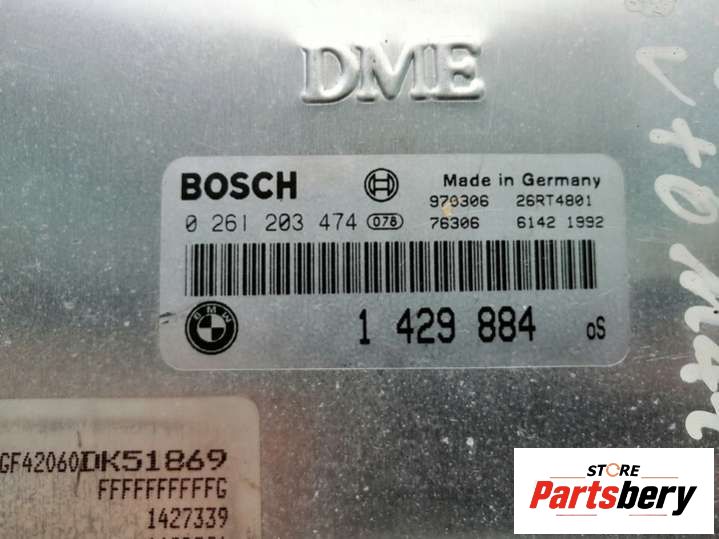 DME
BOSCH
Made in Germany
0 261 203 474 078
26RT4801
76306 6142 1992
BMW
1 429 884 oS
GF42060DK51869
FFFFFFFFFFG
1427339
STORE
Partsbery